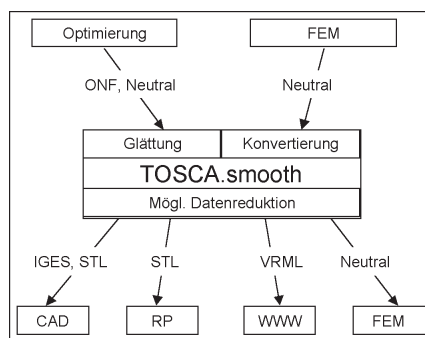 Optimierung
FEM
ONF, Neutral
Neutral
Glättung
Konvertierung
TOSCA.smooth
Mögl. Datenreduktion
IGES, STL
STL
VRML
Neutral
CAD
RP
WWW
FEM